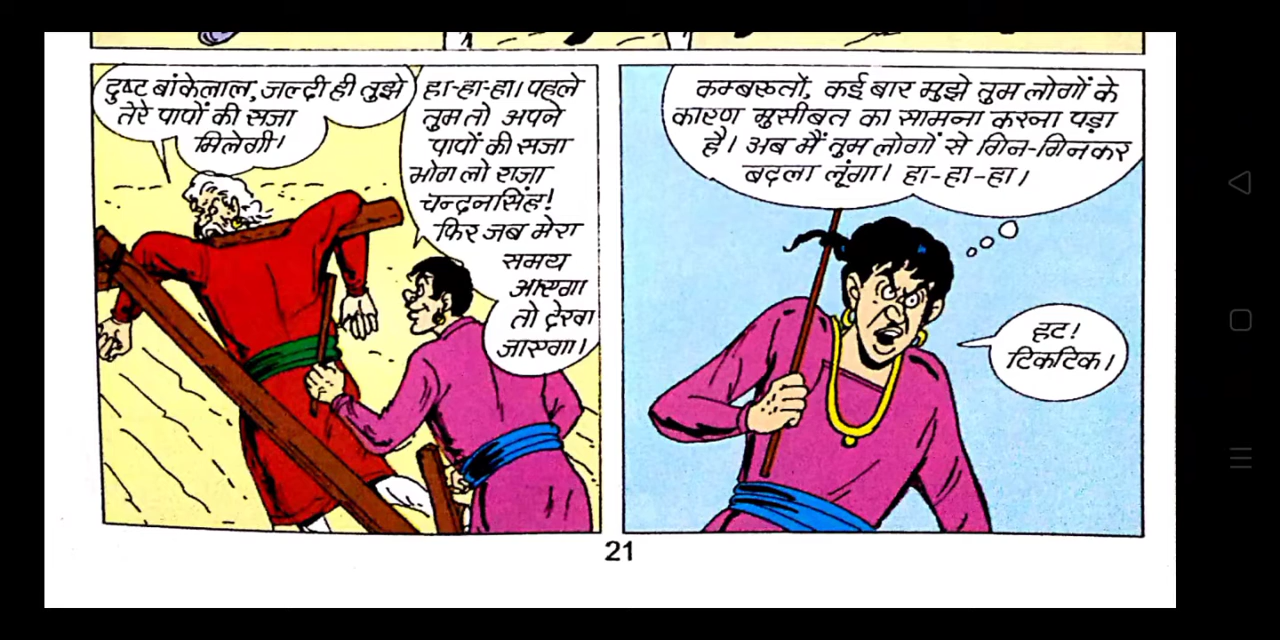 दुष्ट बांकेलाल, जल्दी ही तुझे
तेरे पापों की सजा
मिलेगी!
हा-हा-हा। पहले
तुम तो अपने
पापों की सजा
भोग लो राजा
चन्दनसिंह!
फिर जब मेरा
समय
आएगा
तो देखा
जाएगा!
कम्बख्तों, कई बार मुझे तुम लोगों के
कारण मुसीबत का सामना करना पड़ा
है। अब मैं तुम लोगों से गिन-गिनकर
बदला लूंगा। हा-हा-हा।
हट!
टिकटिक।
21